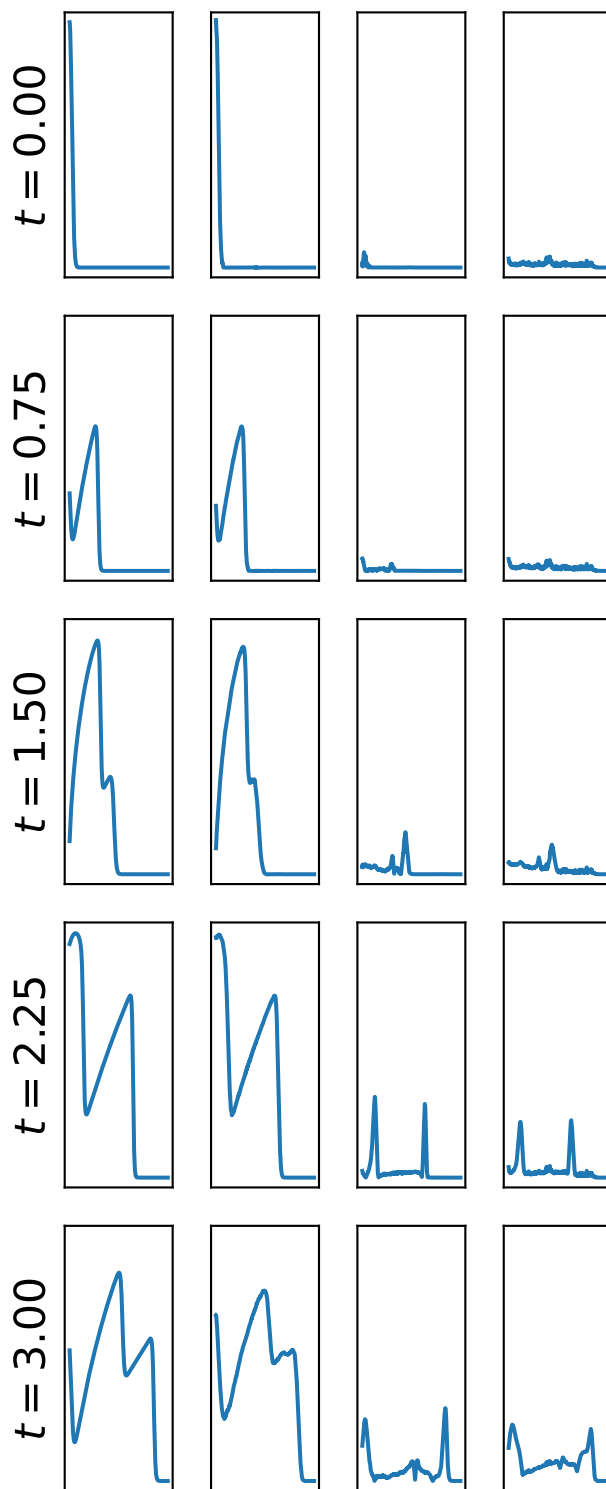 t = 0.00
t = 0.75
t = 1.50
t = 2.25
t = 3.00